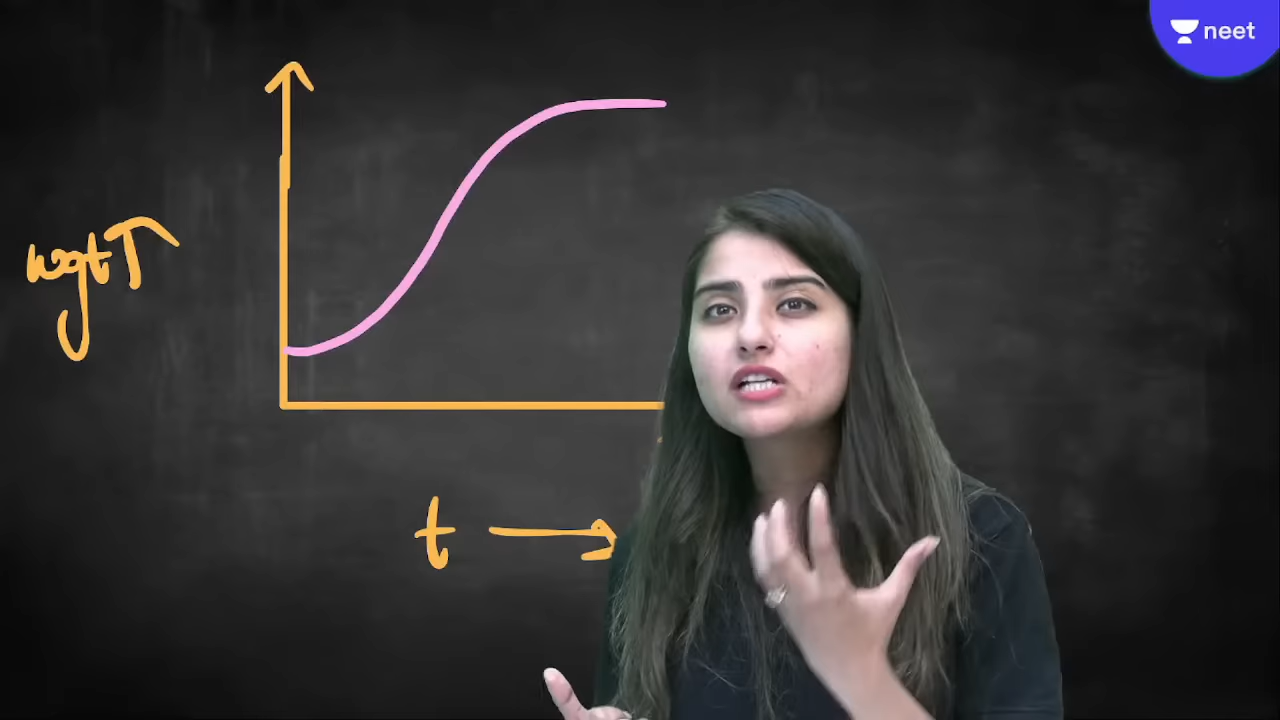 neet
wgt ↑
t →